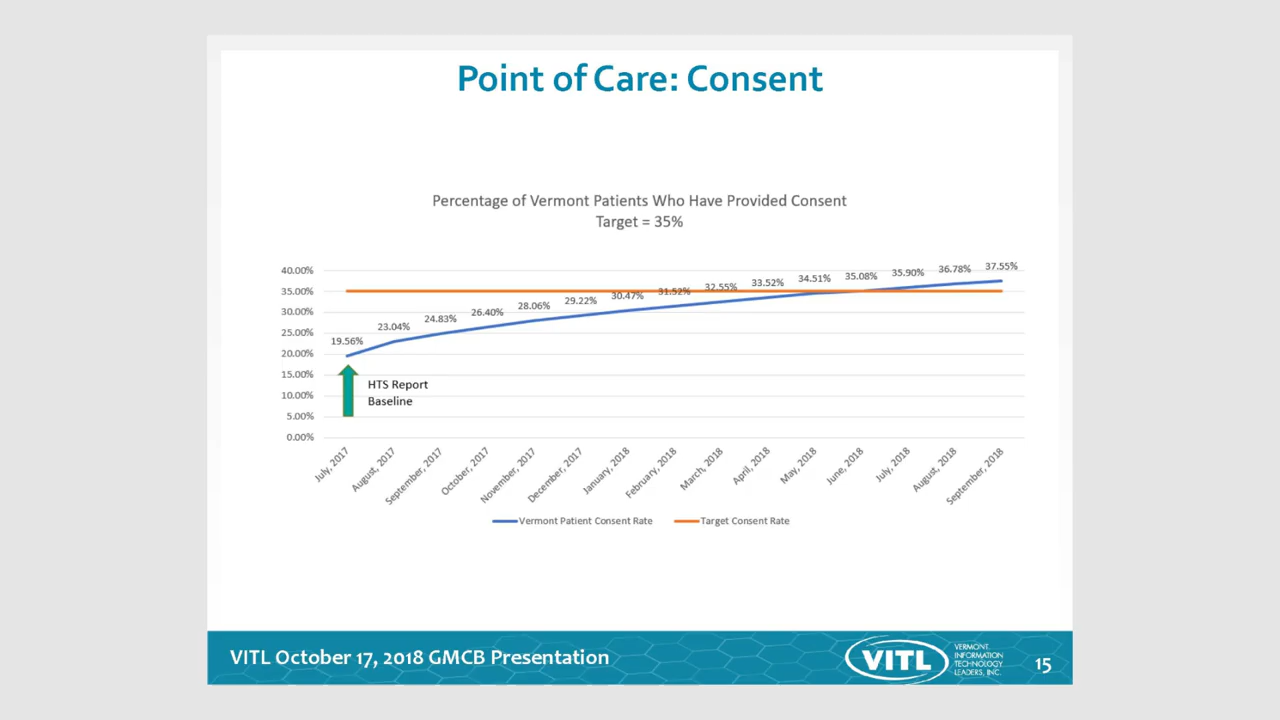 Point of Care: Consent
Percentage of Vermont Patients Who Have Provided Consent
Target = 35%
40.00%
35.00%
30.00%
25.00%
20.00%
15.00%
10.00%
5.00%
0.00%
19.56%
23.04%
24.83%
26.40%
28.06%
29.22%
30.47%
31.52%
32.55%
33.52%
34.51%
35.08%
35.90%
36.78%
37.55%
HTS Report
Baseline
July, 2017
August, 2017
September, 2017
October, 2017
November, 2017
December, 2017
January, 2018
February, 2018
March, 2018
April, 2018
May, 2018
June, 2018
July, 2018
August, 2018
September, 2018
Vermont Patient Consent Rate
Target Consent Rate
VITL October 17, 2018 GMCB Presentation
VITL
VERMONT
INFORMATION
TECHNOLOGY
LEADERS, INC.
15